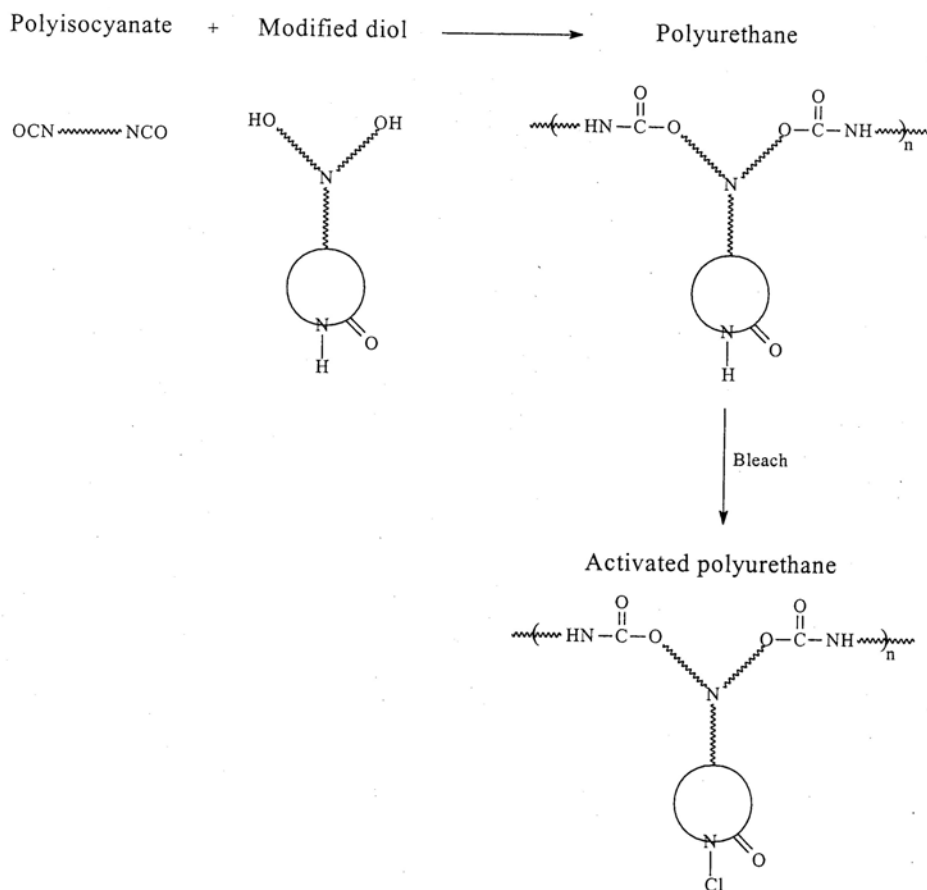 Polyisocyanate + Modified diol Polyurethane
OCN NCO
HO OH
N
N
H
O
O O
HN C O O C NH n
N
N
H
O
Bleach
Activated polyurethane
O O
HN C O O C NH n
N
N
Cl
O